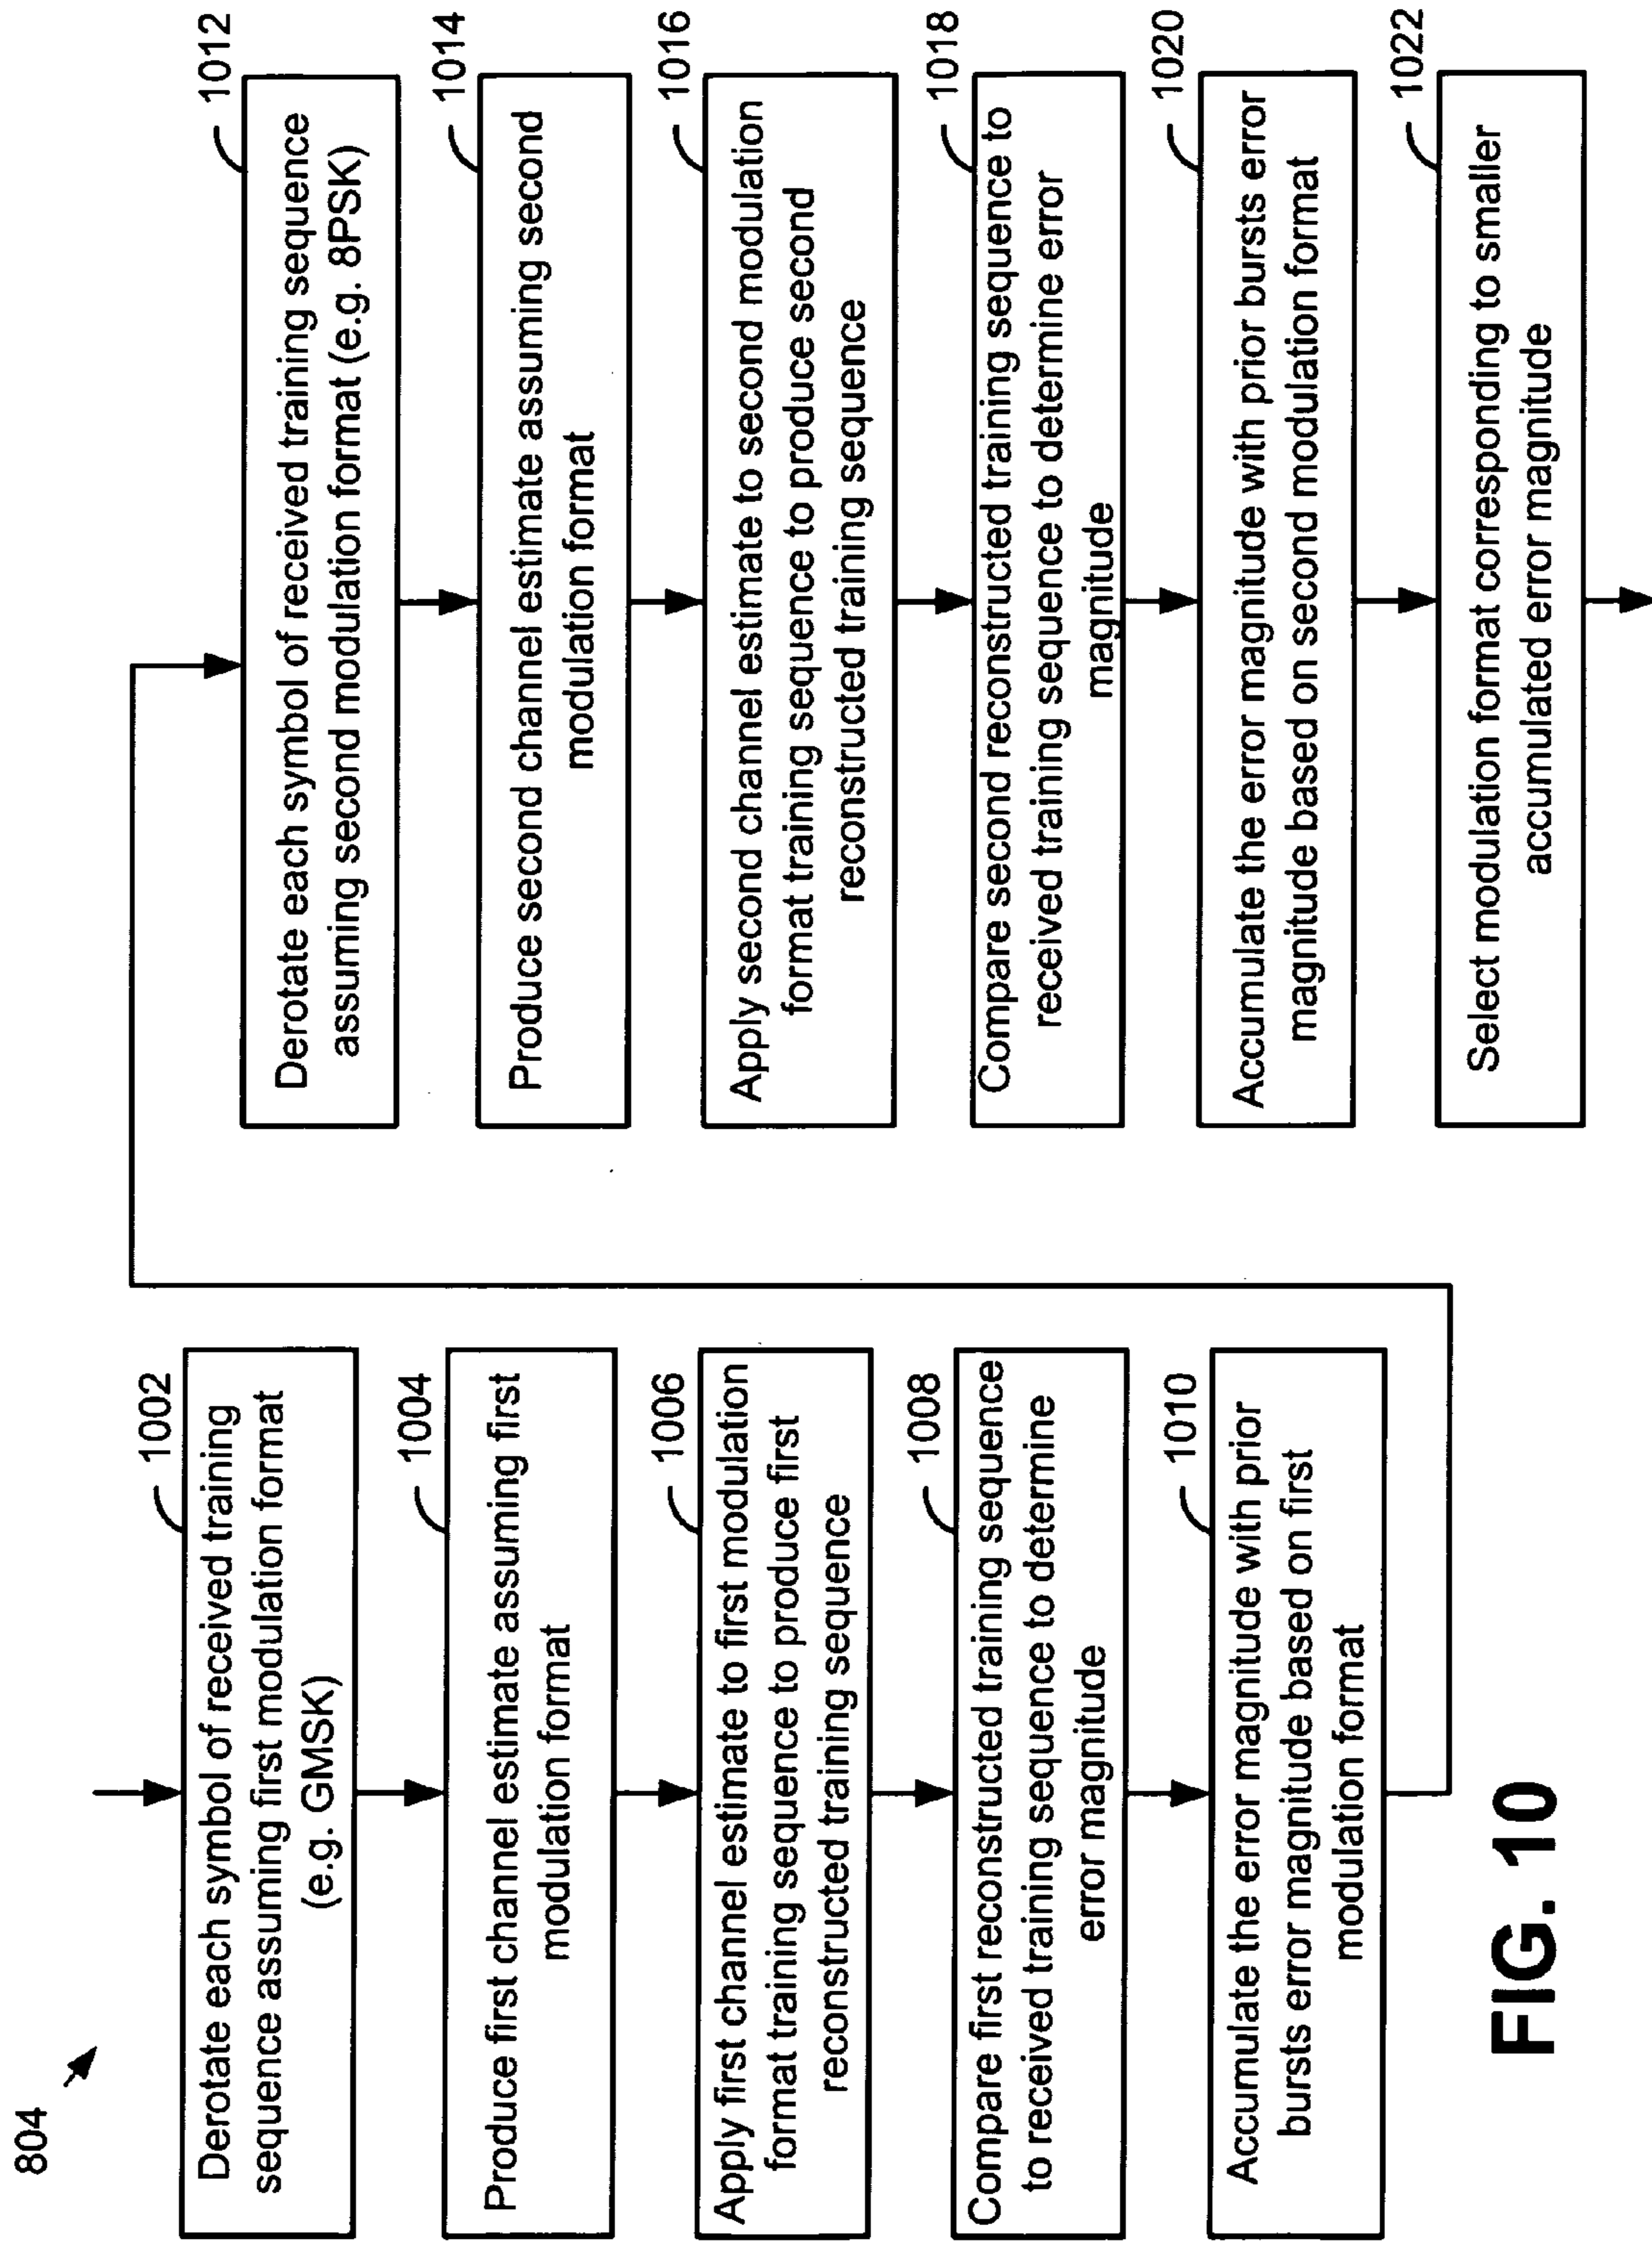 804
1002
Derotate each symbol of received training
sequence assuming first modulation format
(e.g. GMSK)
1004
Produce first channel estimate assuming first
modulation format
1006
Apply first channel estimate to first modulation
format training sequence to produce first
reconstructed training sequence
1008
Compare first reconstructed training sequence
to received training sequence to determine
error magnitude
1010
Accumulate the error magnitude with prior
bursts error magnitude based on first
modulation format
1012
Derotate each symbol of received training sequence
assuming second modulation format (e.g. 8PSK)
1014
Produce second channel estimate assuming second
modulation format
1016
Apply second channel estimate to second modulation
format training sequence to produce second
reconstructed training sequence
1018
Compare second reconstructed training sequence to
received training sequence to determine error
magnitude
1020
Accumulate the error magnitude with prior bursts error
magnitude based on second modulation format
1022
Select modulation format corresponding to smaller
accumulated error magnitude
FIG. 10